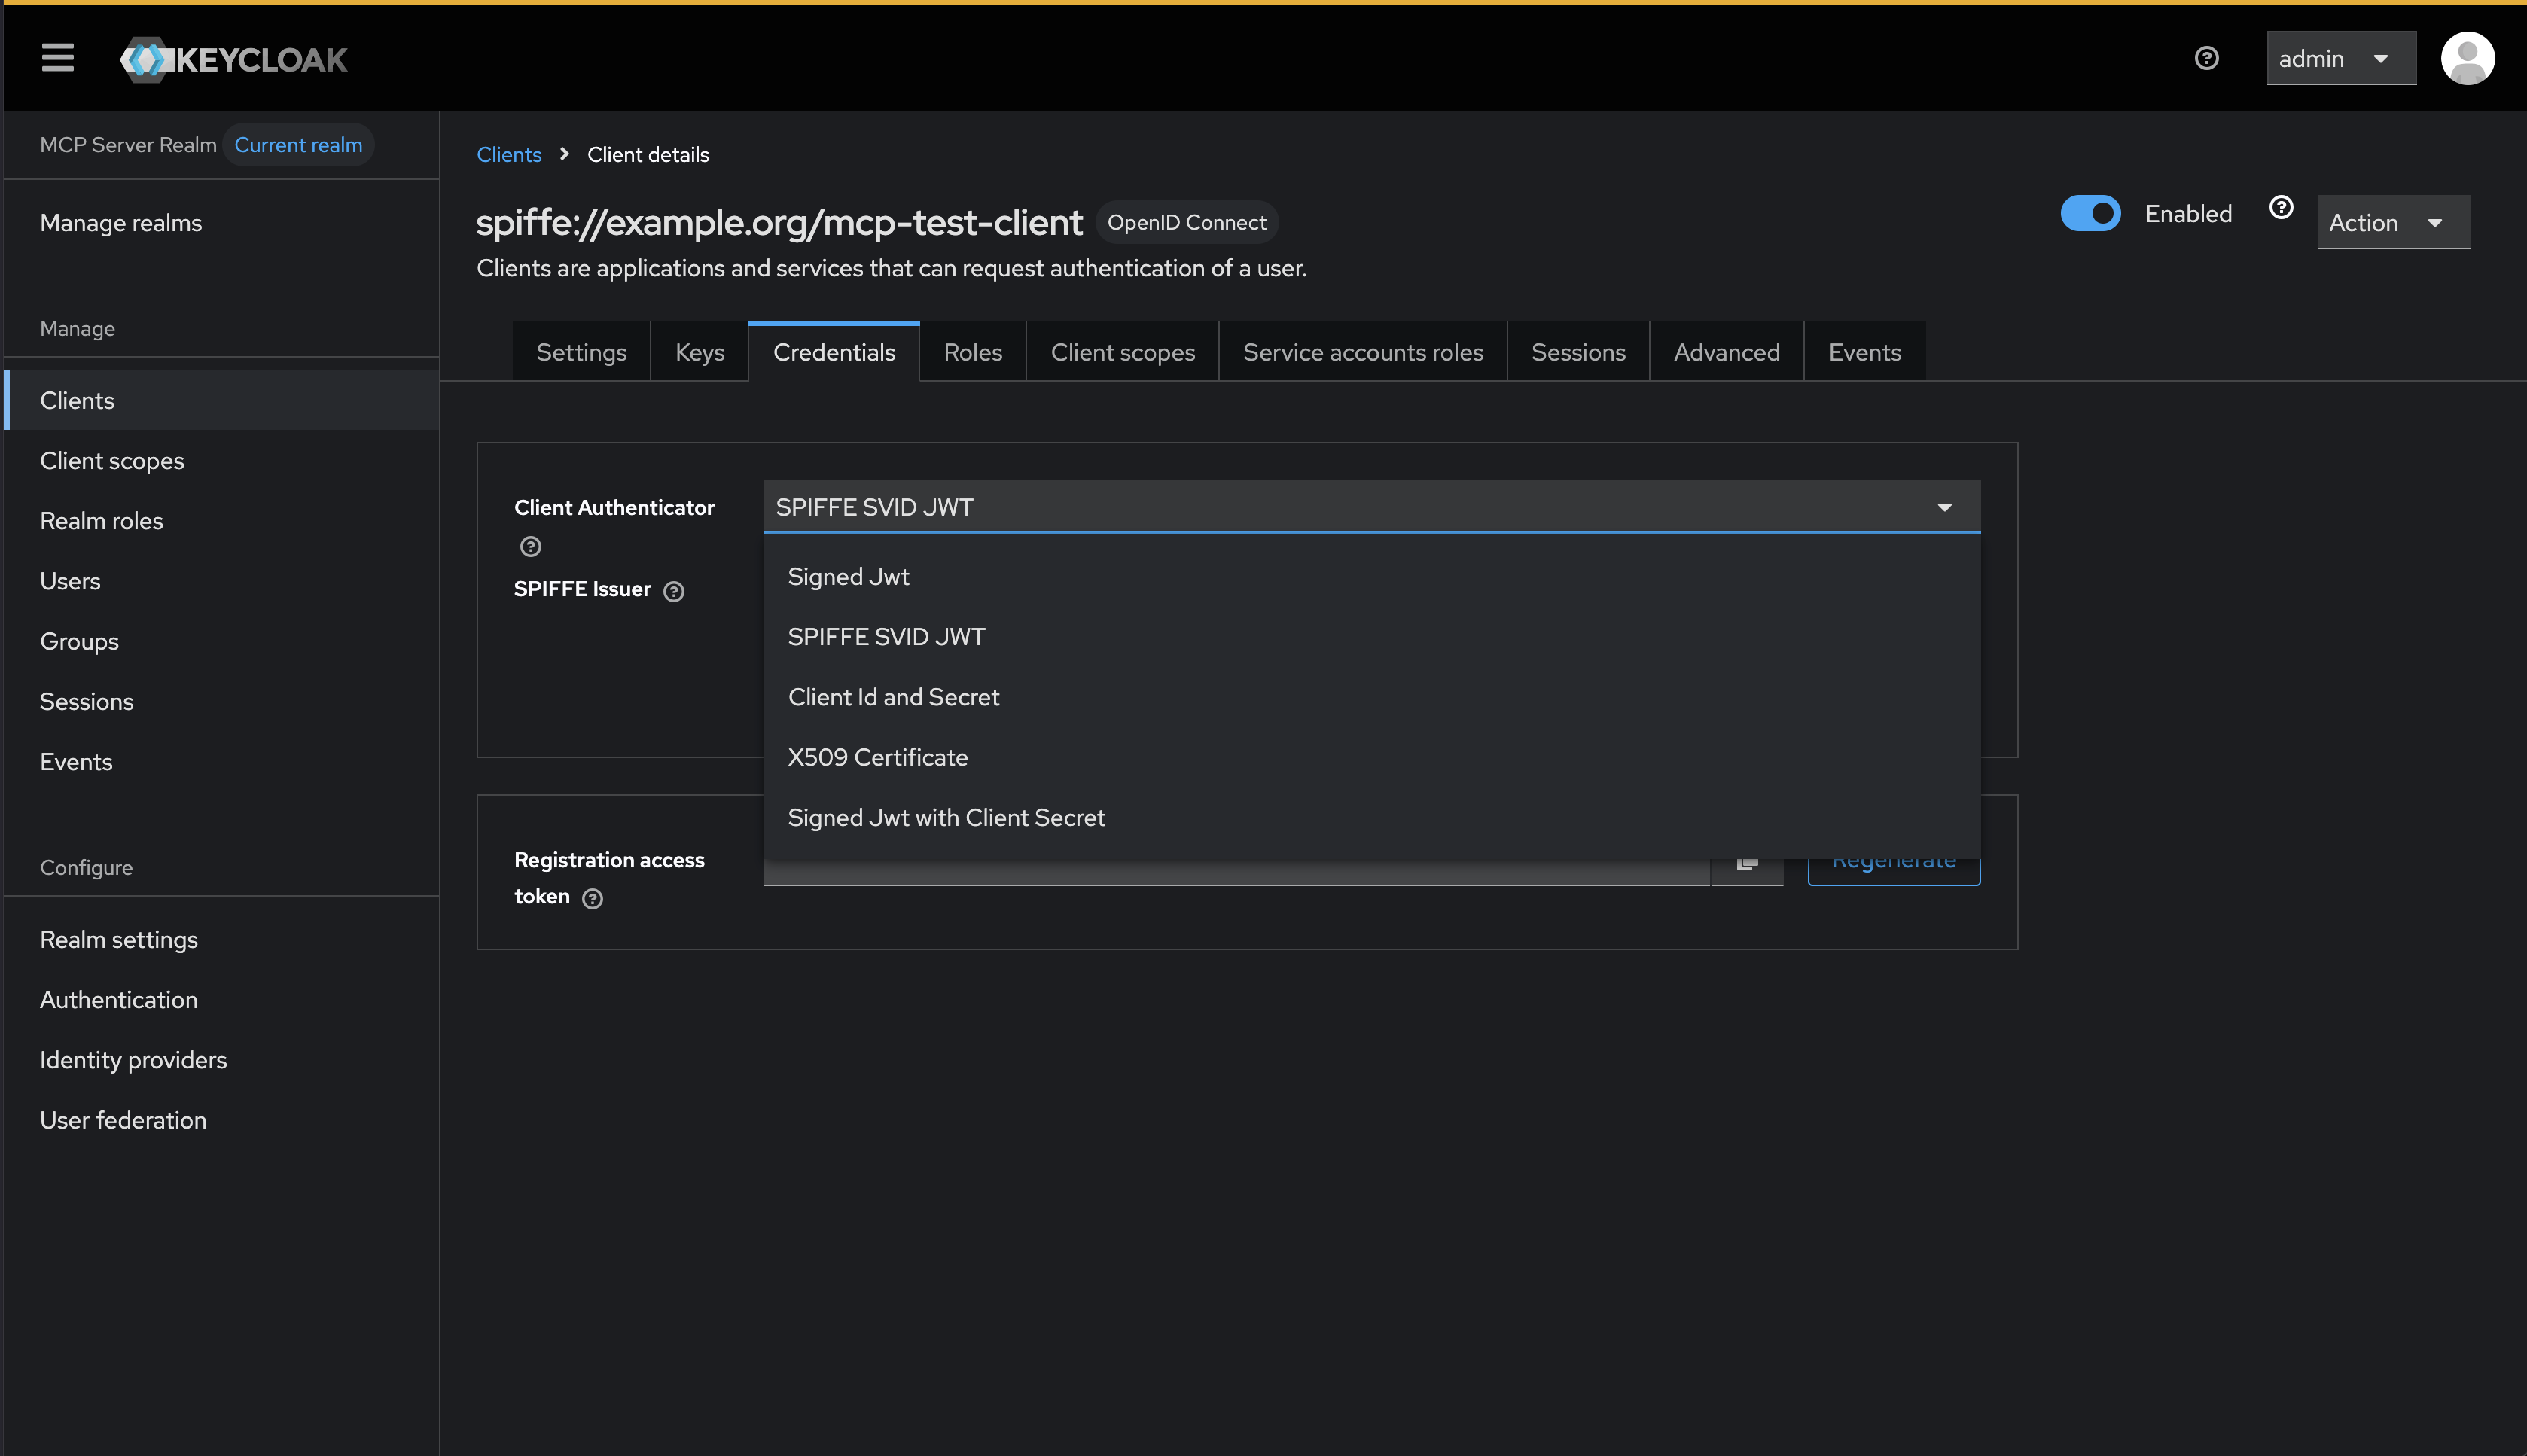 KEYCLOAK
admin
MCP Server Realm Current realm
Manage realms
Manage
Clients
Client scopes
Realm roles
Users
Groups
Sessions
Events
Configure
Realm settings
Authentication
Identity providers
User federation
Clients > Client details
spiffe://example.org/mcp-test-client OpenID Connect
Enabled
Action
Clients are applications and services that can request authentication of a user.
Settings Keys Credentials Roles Client scopes Service accounts roles Sessions Advanced Events
Client Authenticator
SPIFFE SVID JWT
SPIFFE Issuer
Signed Jwt
SPIFFE SVID JWT
Client Id and Secret
X509 Certificate
Signed Jwt with Client Secret
Registration access
token
Regenerate